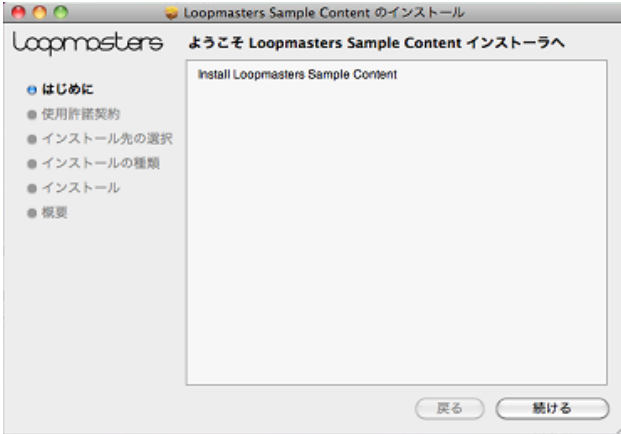 Loopmasters Sample Content のインストール
Loopmasters
ようこそ Loopmasters Sample Content インストーラへ
はじめに
使用許諾契約
インストール先の選択
インストールの種類
インストール
概要
Install Loopmasters Sample Content
戻る
続ける